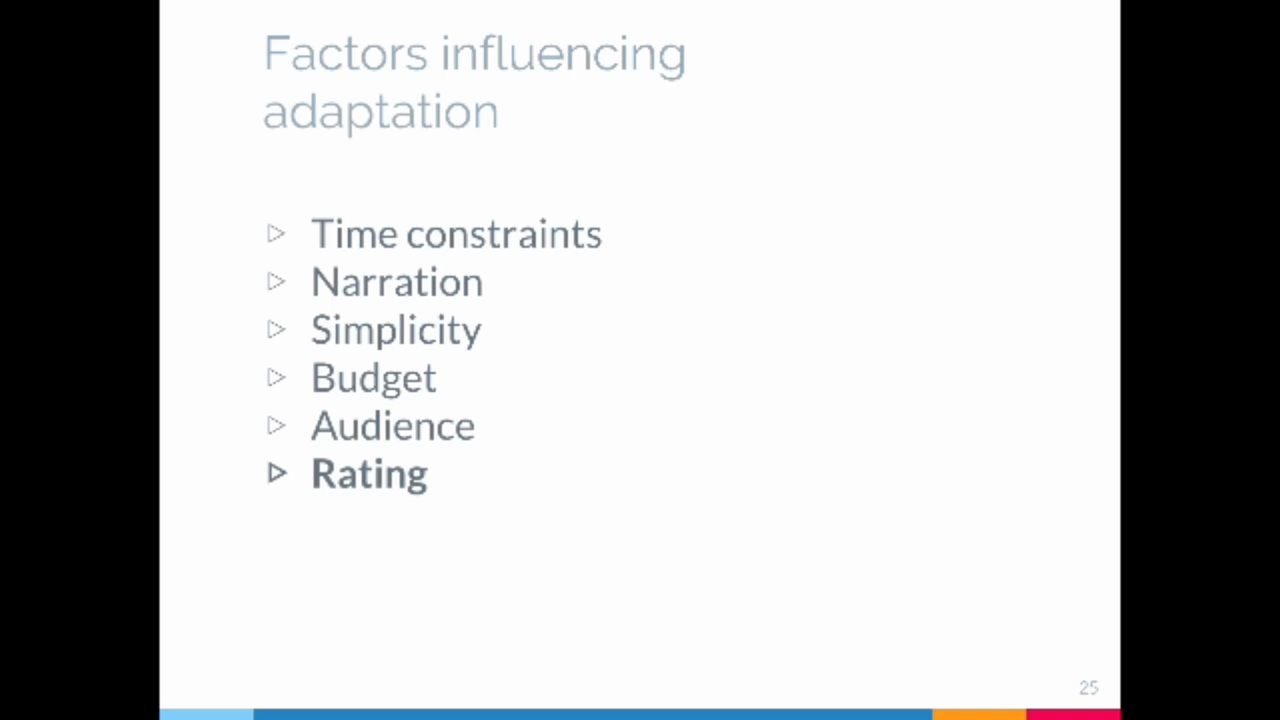 Factors influencing
adaptation
▷ Time constraints
▷ Narration
▷ Simplicity
▷ Budget
▷ Audience
▷ Rating
25